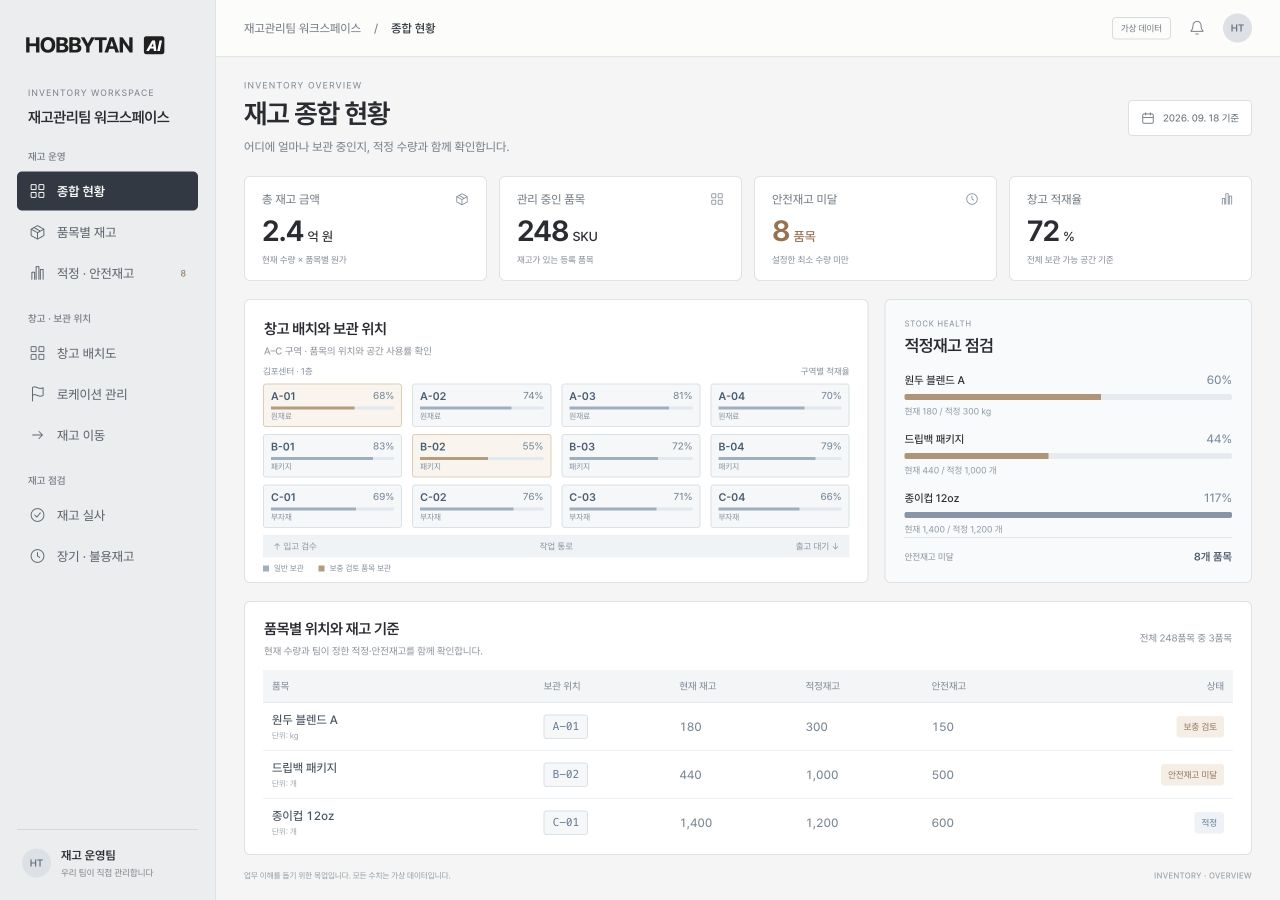 HOBBYTAN AI
INVENTORY WORKSPACE
재고관리팀 워크스페이스
재고 운영
종합 현황
품목별 재고
적정 · 안전재고 8
창고 · 보관 위치
창고 배치도
로케이션 관리
재고 이동
재고 점검
재고 실사
장기 · 불용재고
HT
재고 운영팀
우리 팀이 직접 관리합니다
재고관리팀 워크스페이스 / 종합 현황
가상 데이터
HT
INVENTORY OVERVIEW
재고 종합 현황
어디에 얼마나 보관 중인지, 적정 수량과 함께 확인합니다.
2026. 09. 18 기준
총 재고 금액
2.4 억 원
현재 수량 × 품목별 원가
관리 중인 품목
248 SKU
재고가 있는 등록 품목
안전재고 미달
8 품목
설정한 최소 수량 미만
창고 적재율
72 %
전체 보관 가능 공간 기준
창고 배치와 보관 위치
A–C 구역 · 품목의 위치와 공간 사용률 확인
김포센터 · 1층 구역별 적재율
A-01 68% A-02 74% A-03 81% A-04 70%
원재료 원재료 원재료 원재료
B-01 83% B-02 55% B-03 72% B-04 79%
패키지 패키지 패키지 패키지
C-01 69% C-02 76% C-03 71% C-04 66%
부자재 부자재 부자재 부자재
↑ 입고 검수 작업 통로 출고 대기 ↓
일반 보관 보충 검토 품목 보관
STOCK HEALTH
적정재고 점검
원두 블렌드 A 60%
현재 180 / 적정 300 kg
드립백 패키지 44%
현재 440 / 적정 1,000 개
종이컵 12oz 117%
현재 1,400 / 적정 1,200 개
안전재고 미달 8개 품목
품목별 위치와 재고 기준
현재 수량과 팀이 정한 적정·안전재고를 함께 확인합니다.
전체 248품목 중 3품목
품목 보관 위치 현재 재고 적정재고 안전재고 상태
원두 블렌드 A A-01 180 300 150 보충 검토
단위: kg
드립백 패키지 B-02 440 1,000 500 안전재고 미달
단위: 개
종이컵 12oz C-01 1,400 1,200 600 적정
단위: 개
업무 이해를 돕기 위한 목업입니다. 모든 수치는 가상 데이터입니다.
INVENTORY · OVERVIEW